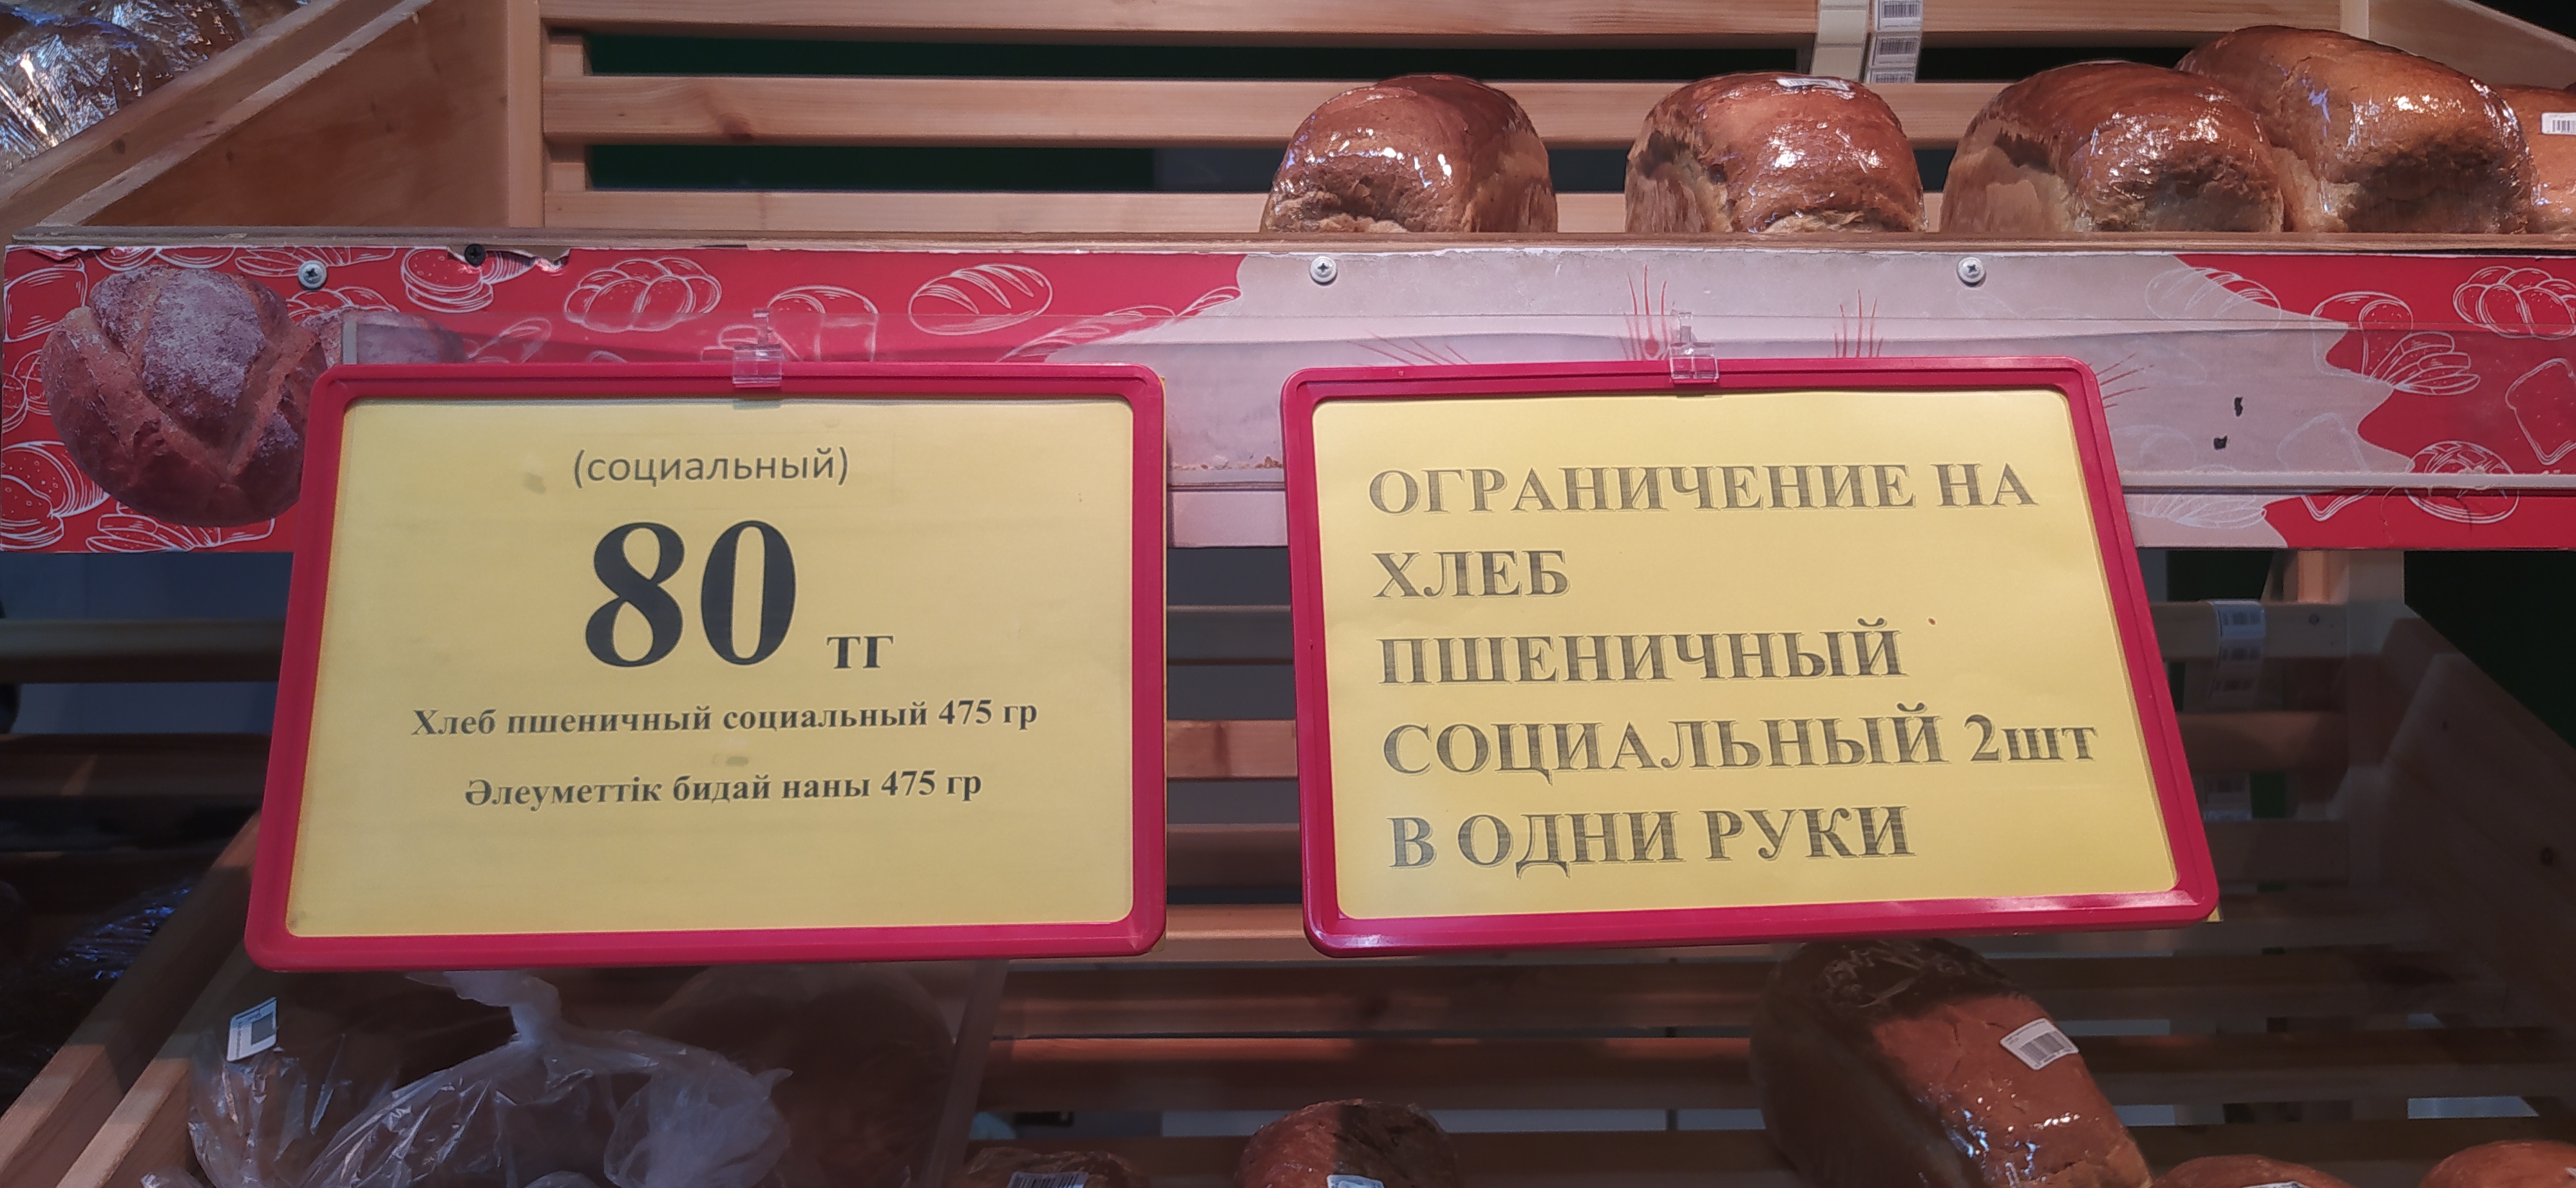 (социальный)
80 тг
Хлеб пшеничный социальный 475 гр
Әлеуметтік бидай наны 475 гр
ОГРАНИЧЕНИЕ НА
ХЛЕБ
ПШЕНИЧНЫЙ
СОЦИАЛЬНЫЙ 2шт
В ОДНИ РУКИ